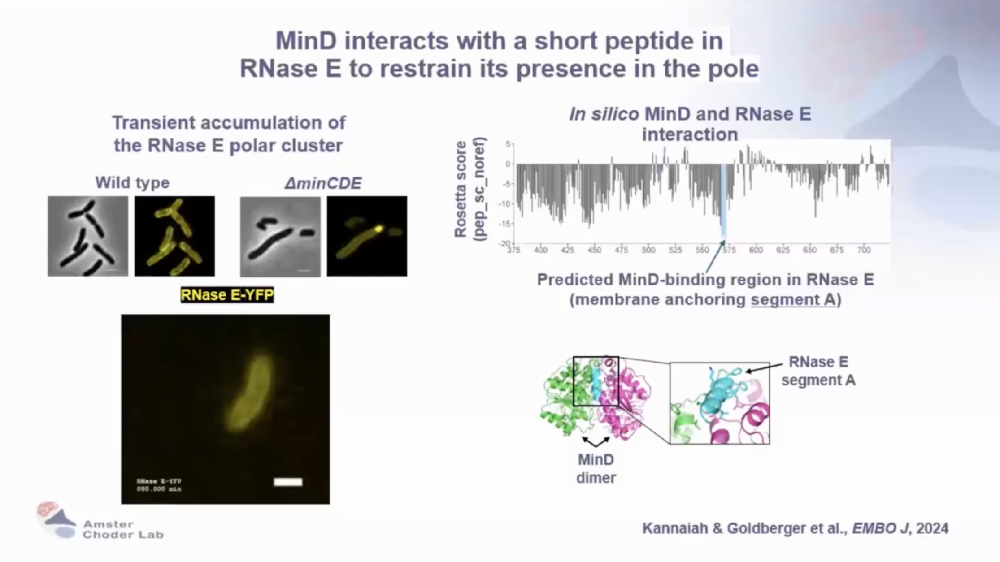 MinD interacts with a short peptide in
RNase E to restrain its presence in the pole
Transient accumulation of
the RNase E polar cluster
Wild type
ΔminCDE
RNase E-YFP
RNase E-YFP
000.000 min
Amster
Choder Lab
In silico MinD and RNase E
interaction
Rosetta score
(pep_sc_noref)
5
0
-5
-10
-15
-20
375 400 425 450 475 500 525 550 575 600 625 650 675 700
Predicted MinD-binding region in RNase E
(membrane anchoring segment A)
RNase E
segment A
MinD
dimer
Kannaiah & Goldberger et al., EMBO J, 2024